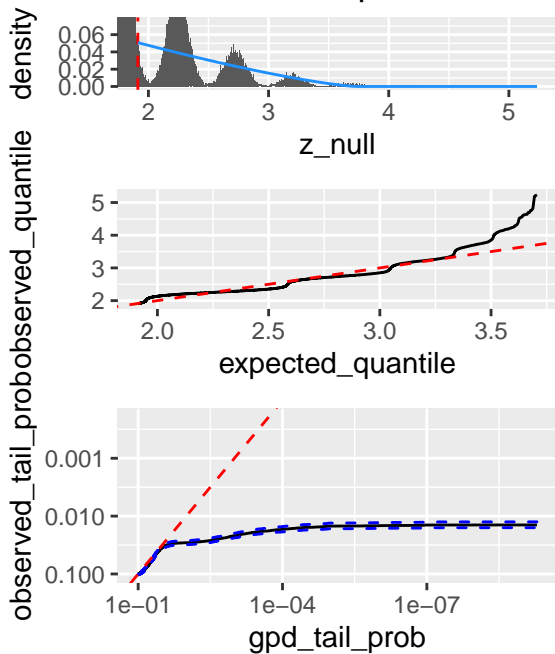 density
0.06
0.04
0.02
0.00
2 3 4 5
z_null
observed_quantile
5
4
3
2
2.0 2.5 3.0 3.5
expected_quantile
observed_tail_prob
0.001
0.010
0.100
1e-01 1e-04 1e-07
gpd_tail_prob